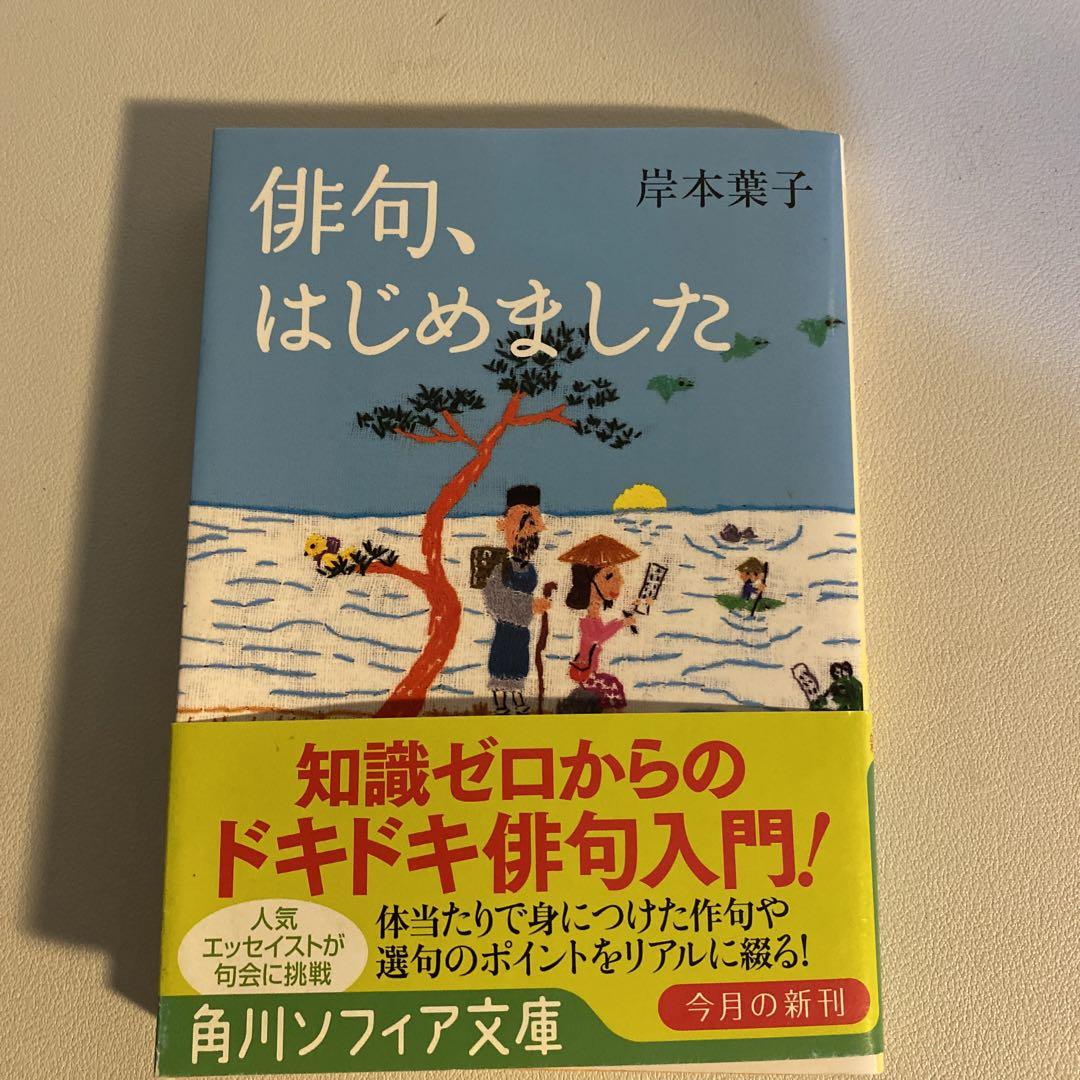 俳句、
はじめました
岸本葉子
知識ゼロからの
ドキドキ俳句入門!
人気
エッセイストが
句会に挑戦
体当たりで身につけた作句や
選句のポイントをリアルに綴る!
今月の新刊
角川ソフィア文庫